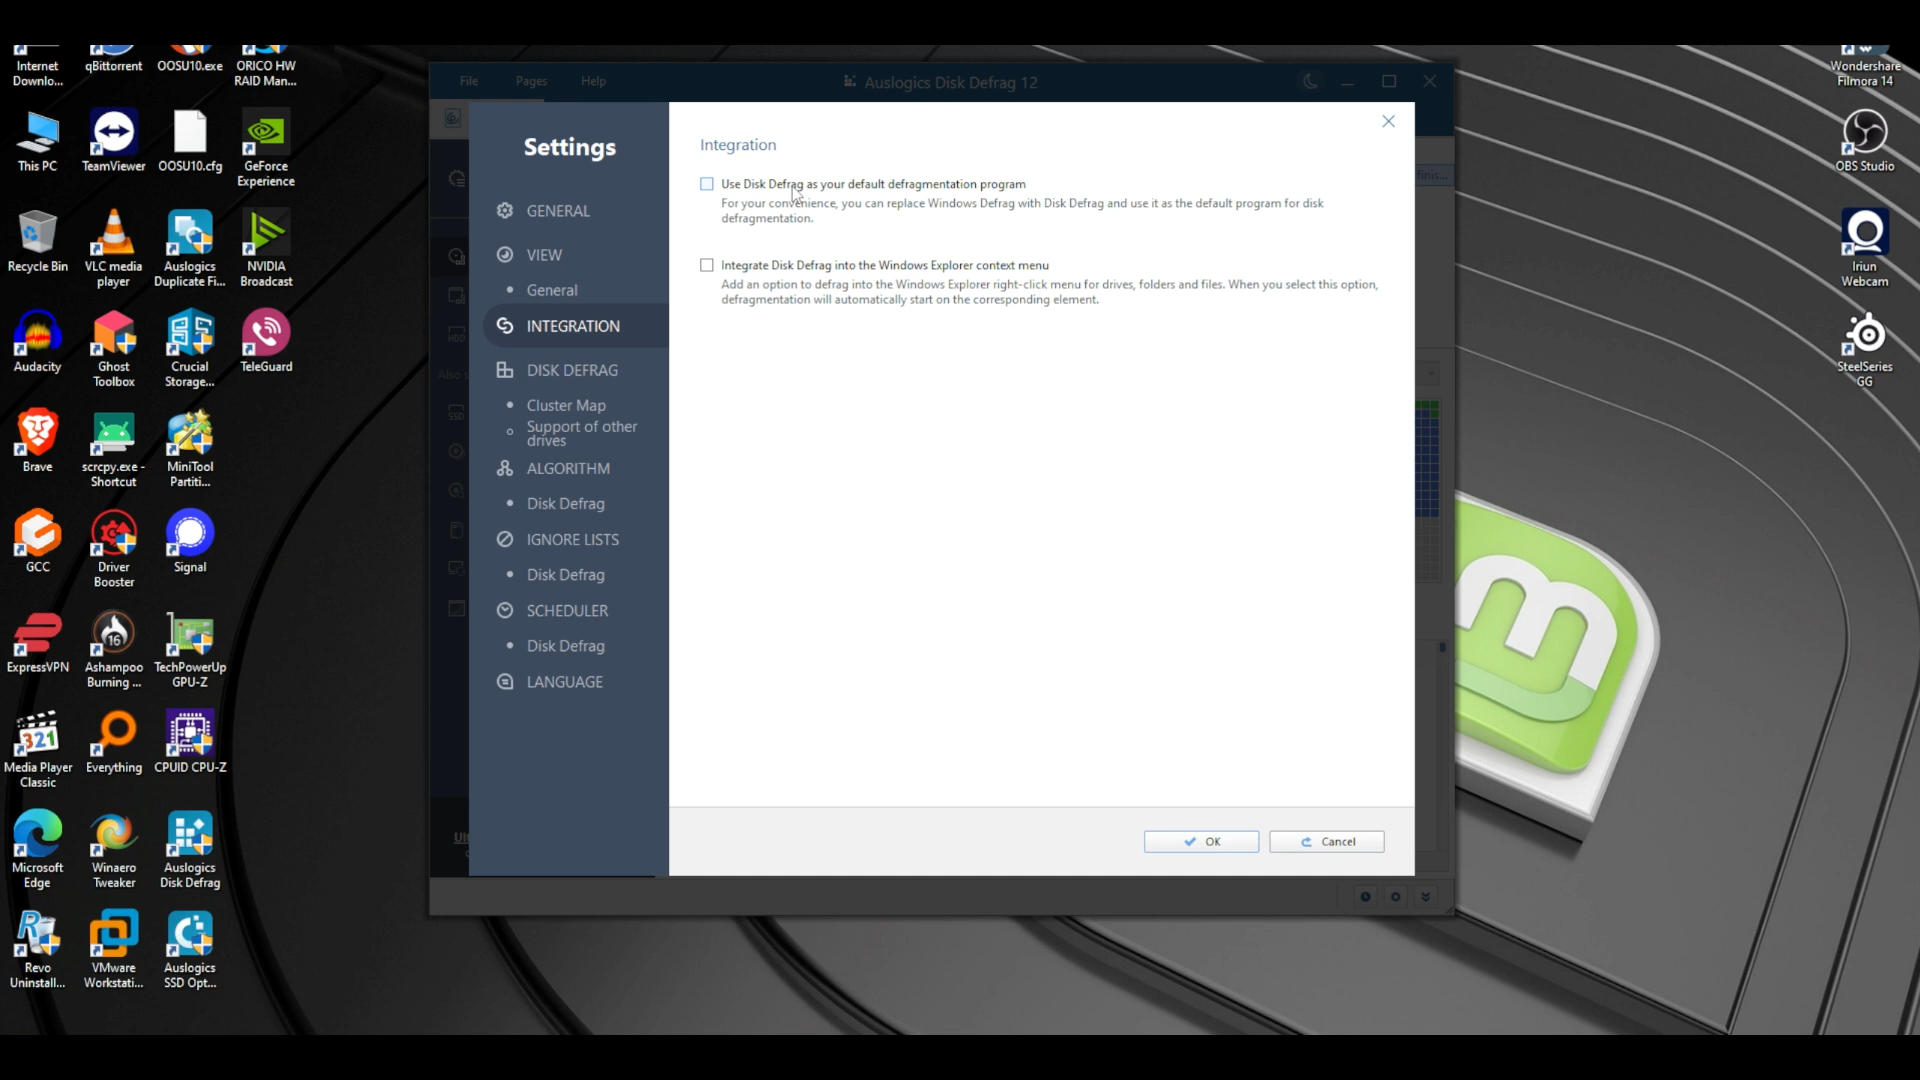 Internet
Downlo...
qBittorrent
OOSU10.exe
ORICO HW
RAID Man...
This PC
TeamViewer
OOSU10.cfg
GeForce
Experience
Recycle Bin
VLC media
player
Auslogics
Duplicate Fi...
NVIDIA
Broadcast
Audacity
Ghost
Toolbox
Crucial
Storage...
TeleGuard
Brave
scrcpy.exe -
Shortcut
MiniTool
Partiti...
GCC
Driver
Booster
Signal
ExpressVPN
16
Ashampoo
Burning ...
TechPowerUp
GPU-Z
321
Media Player
Classic
Everything
CPUID CPU-Z
Microsoft
Edge
Winaero
Tweaker
Auslogics
Disk Defrag
Revo
Uninstall...
VMware
Workstati...
Auslogics
SSD Opt...
File
Pages
Help
Auslogics Disk Defrag 12
Settings
GENERAL
VIEW
General
INTEGRATION
DISK DEFRAG
Cluster Map
Support of other
drives
ALGORITHM
Disk Defrag
IGNORE LISTS
Disk Defrag
SCHEDULER
Disk Defrag
LANGUAGE
HDD
Also s
SSD
Integration
Use Disk Defrag as your default defragmentation program
For your convenience, you can replace Windows Defrag with Disk Defrag and use it as the default program for disk
defragmentation.
Integrate Disk Defrag into the Windows Explorer context menu
Add an option to defrag into the Windows Explorer right-click menu for drives, folders and files. When you select this option,
defragmentation will automatically start on the corresponding element.
OK
Cancel
finis...
Wondershare
Filmora 14
OBS Studio
Iriun
Webcam
SteelSeries
GG